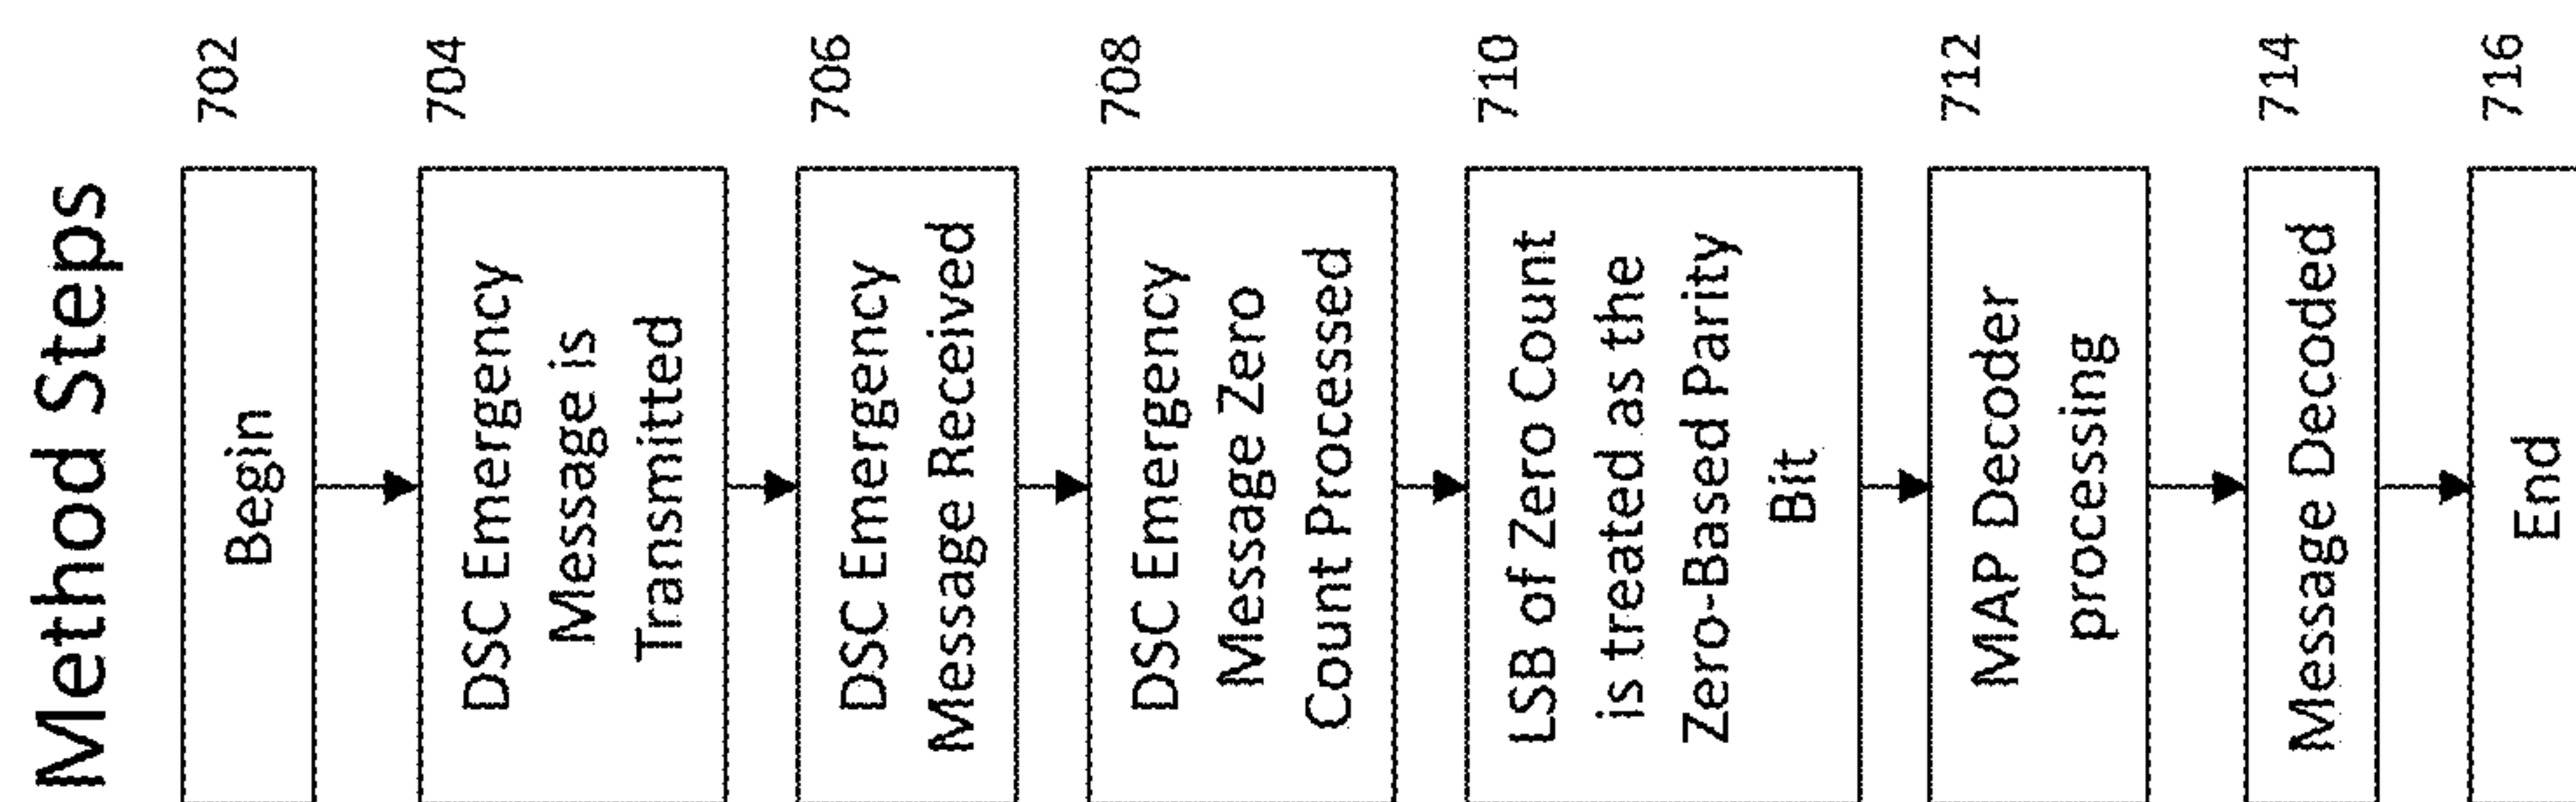 Method Steps
Begin
702
DSC Emergency
Message is
Transmitted
704
DSC Emergency
Message Received
706
DSC Emergency
Message Zero
Count Processed
708
LSB of Zero Count
is treated as the
Zero-Based Parity
Bit
710
MAP Decoder
processing
712
Message Decoded
714
End
716